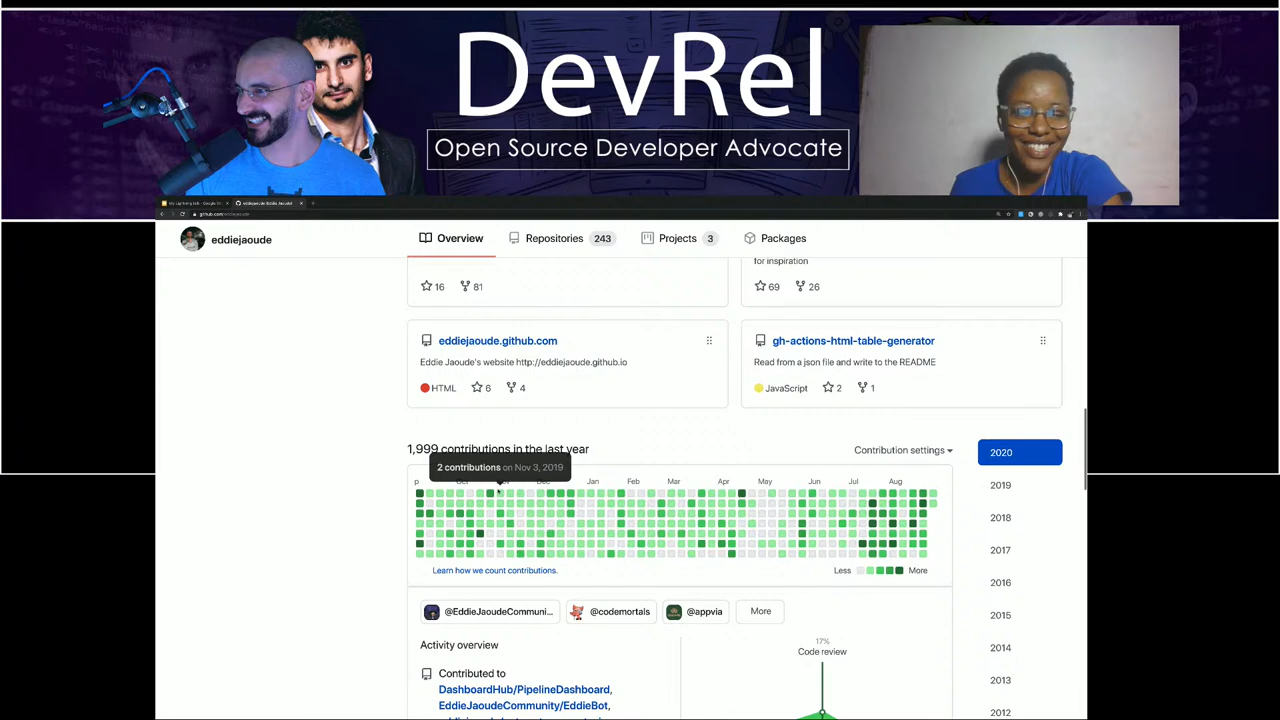 DevRel
Open Source Developer Advocate
eddiejaoude
Overview
Repositories 243
Projects 3
Packages
for inspiration
16 81
69 26
eddiejaoude.github.com
Eddie Jaoude's website http://eddiejaoude.github.io
HTML 6 4
gh-actions-html-table-generator
Read from a json file and write to the README
JavaScript 2 1
1,999 contributions in the last year
Contribution settings
2 contributions on Nov 3, 2019
Jan Feb Mar Apr May Jun Jul Aug
Learn how we count contributions.
Less More
@EddieJaoudeCommuni...
@codemortals
@appvia
More
Activity overview
Contributed to
DashboardHub/PipelineDashboard,
EddieJaoudeCommunity/EddieBot,
17%
Code review
2020
2019
2018
2017
2016
2015
2014
2013
2012